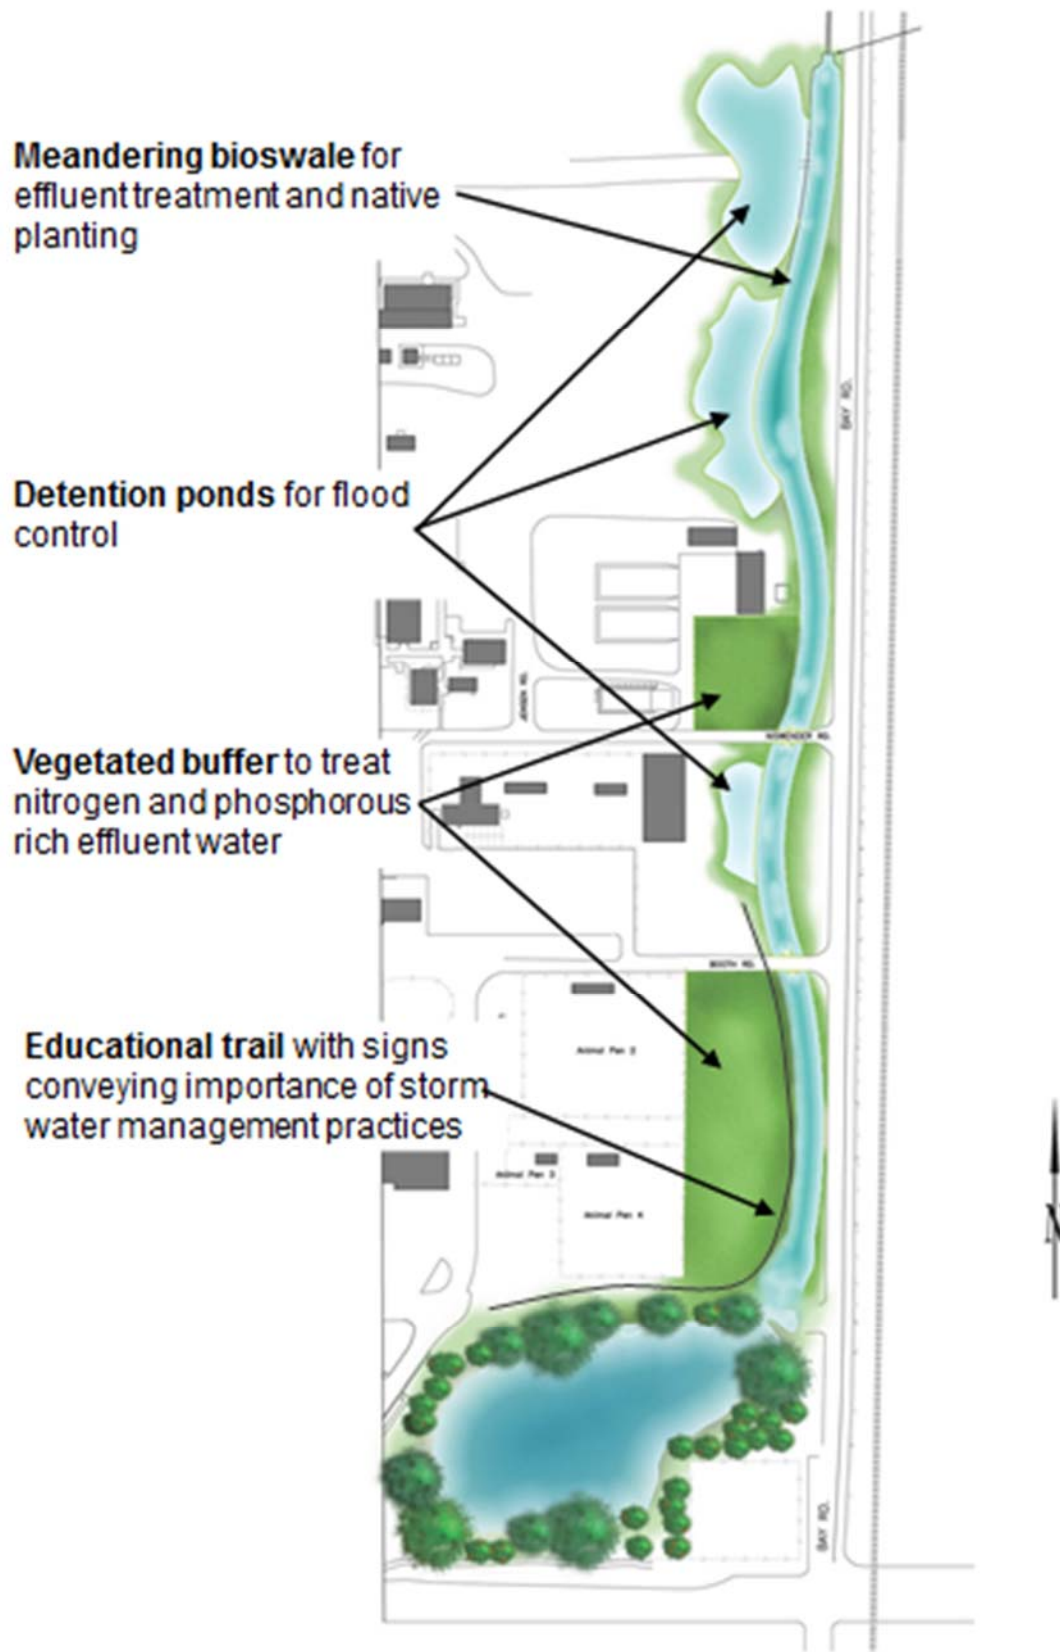 Meandering bioswale for
effluent treatment and native
planting
BAY RD.
Detention ponds for flood
control
Vegetated buffer to treat
nitrogen and phosphorous
rich effluent water
BOOTH RD.
Educational trail with signs
conveying importance of storm
water management practices
Animal Pen 2
Animal Pen 3
Animal Pen 4
N
BAY RD.